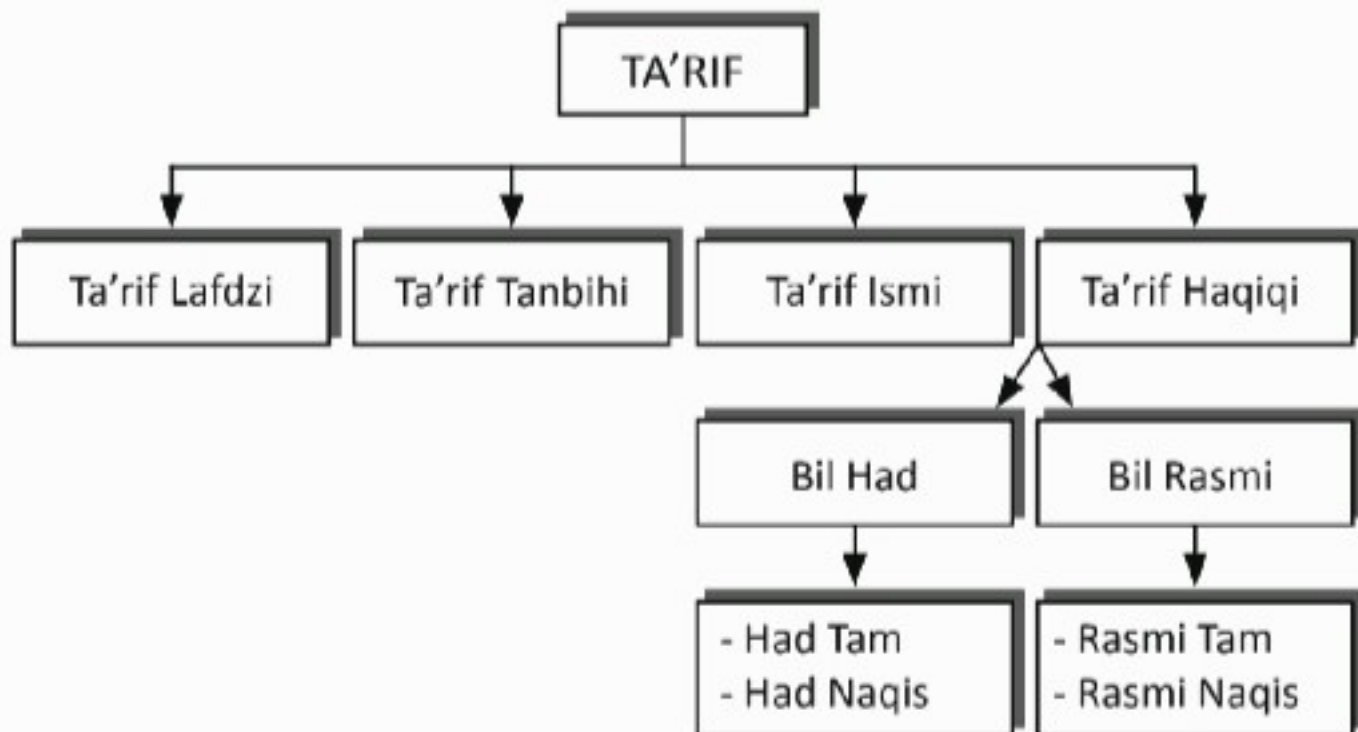 TA’RIF
Ta’rif Lafdzi
Ta’rif Tanbihi
Ta’rif Ismi
Ta’rif Haqiqi
Bil Had
Bil Rasmi
- Had Tam
- Had Naqis
- Rasmi Tam
- Rasmi Naqis